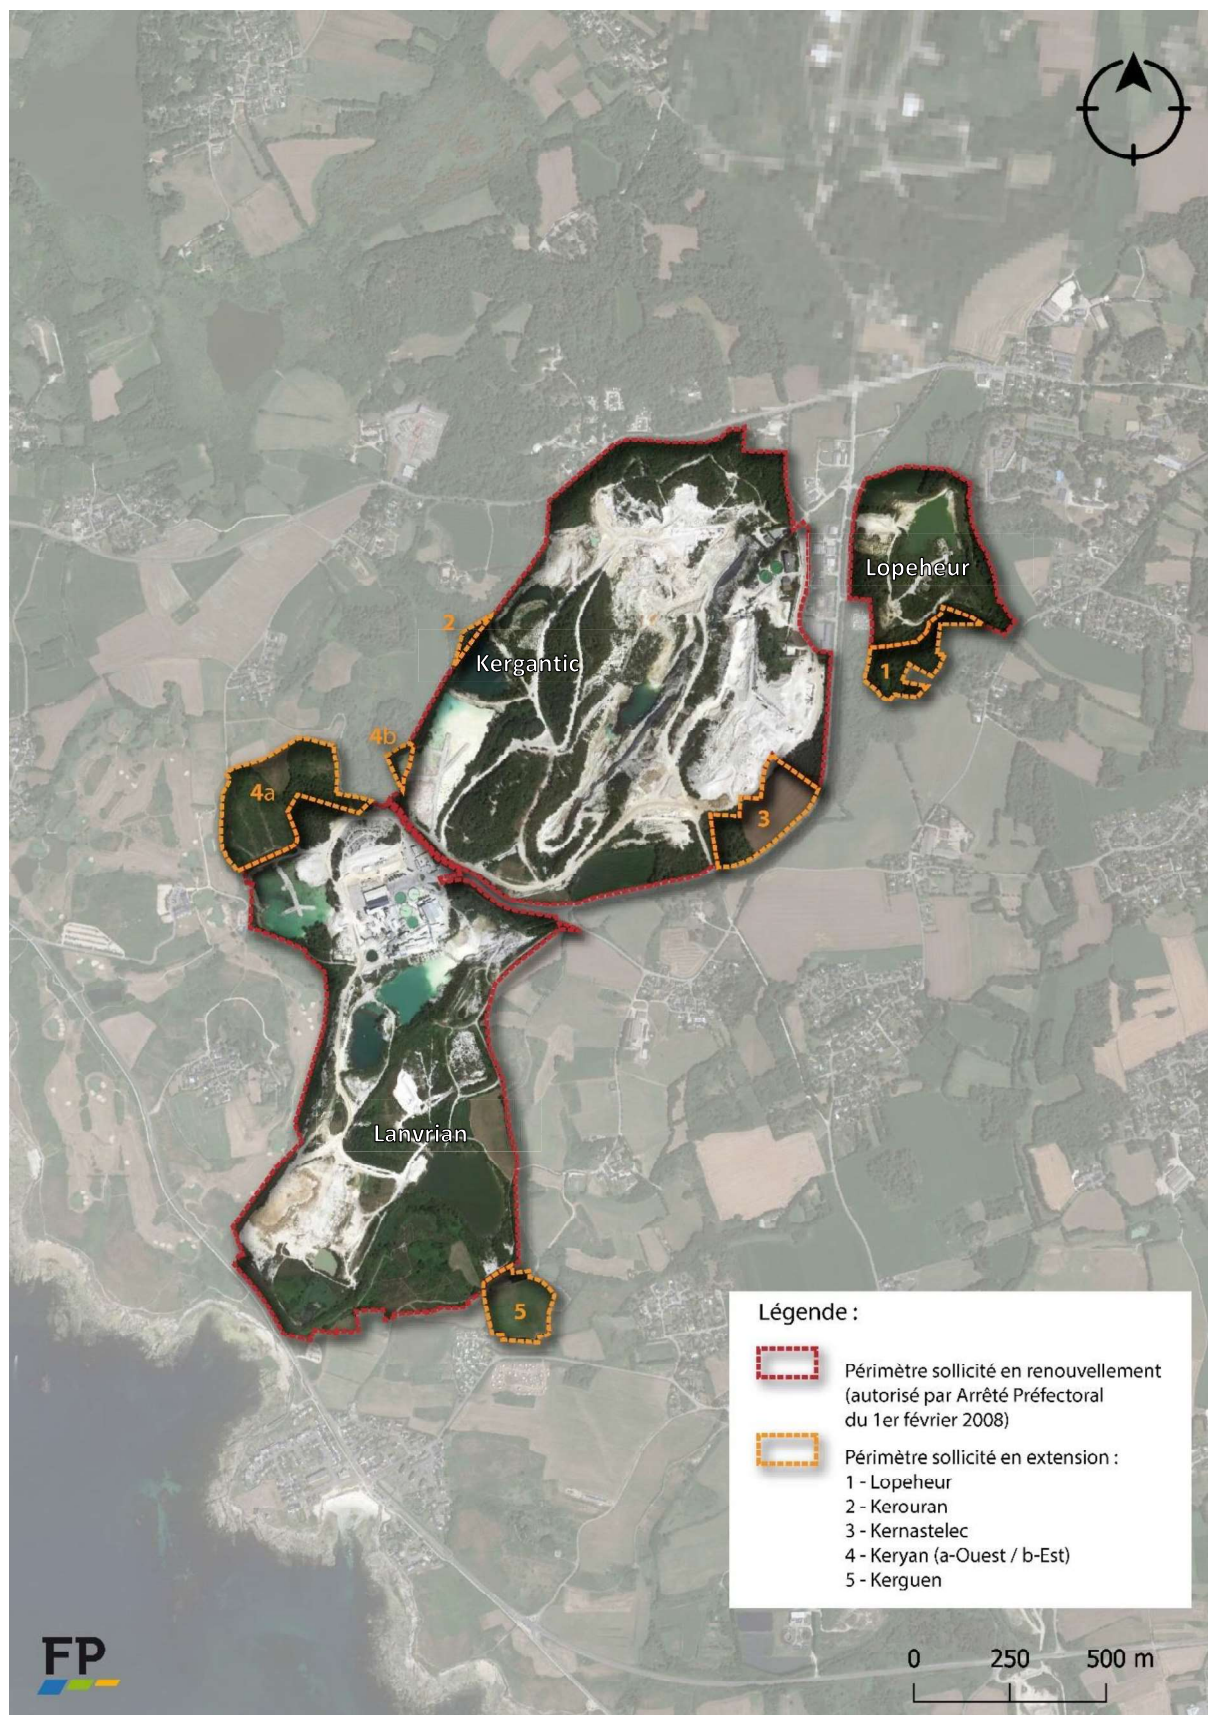 Lopeheur
2
Kergantic
1
4b
4a
3
Lanvrian
5
Légende :
Périmètre sollicité en renouvellement
(autorisé par Arrêté Préfectoral
du 1er février 2008)
Périmètre sollicité en extension :
1 - Lopeheur
2 - Kerouran
3 - Kernastelec
4 - Keryan (a-Ouest / b-Est)
5 - Kerguen
FP
0 250 500 m